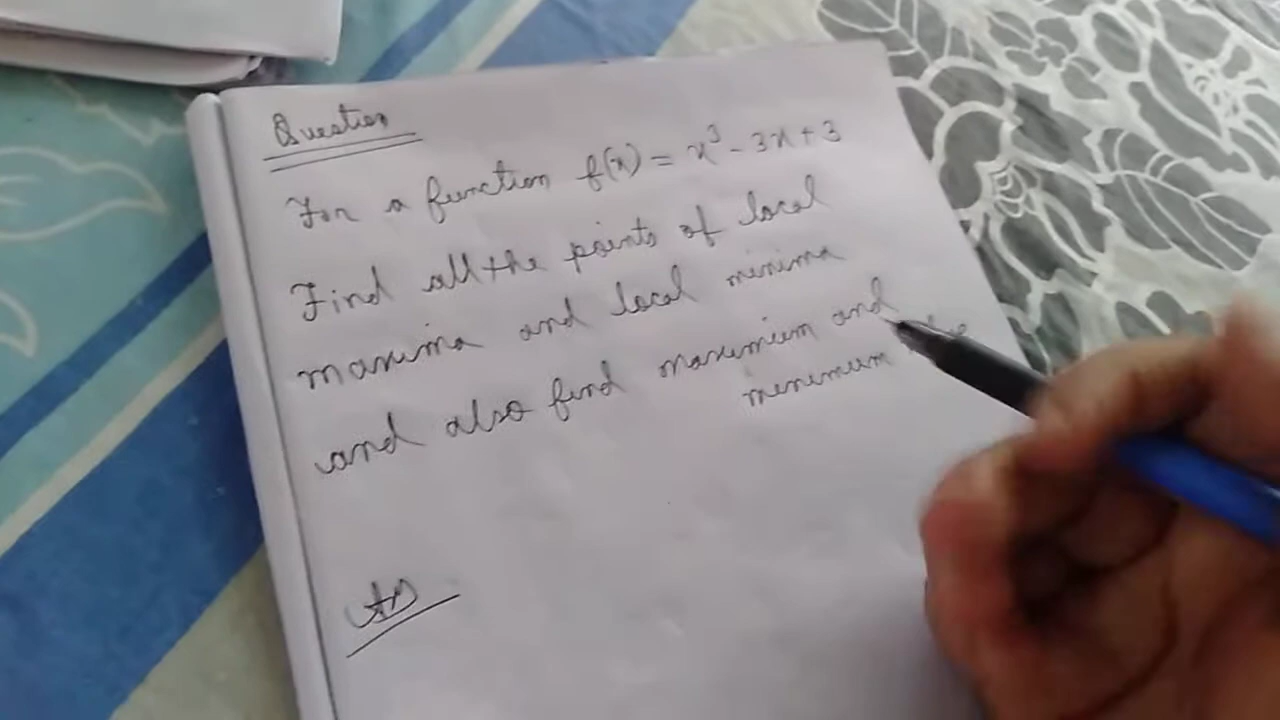 Question
For a function f(x) = x³ - 3x + 3
Find all the points of local
maxima and local minima
and also find maximum and
minimum